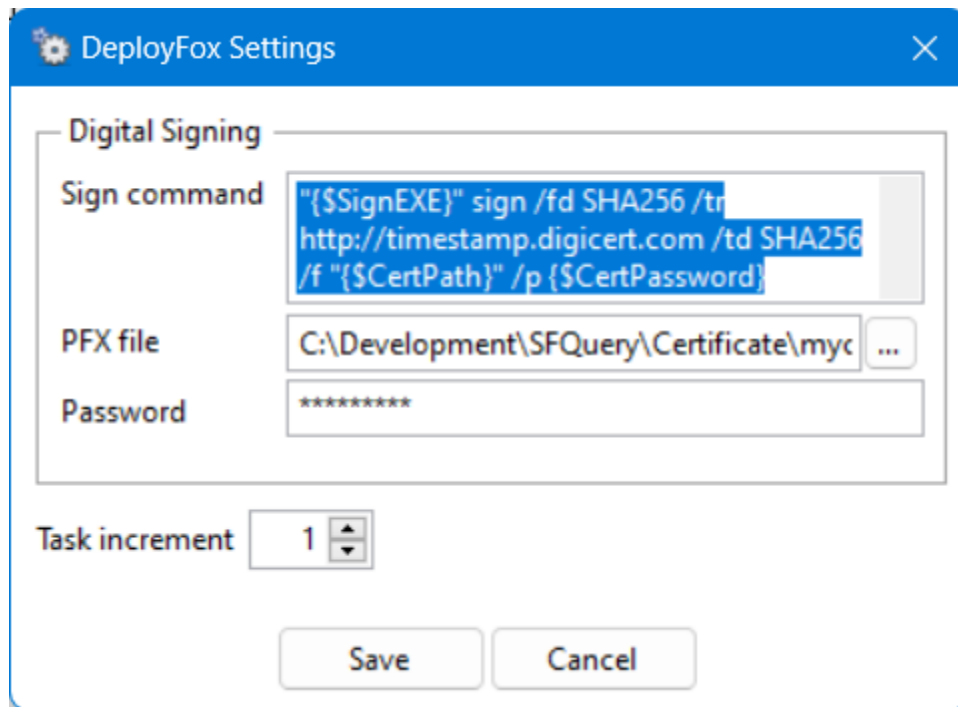 DeployFox Settings
Digital Signing
Sign command
"{$SignEXE}" sign /fd SHA256 /tr
http://timestamp.digicert.com /td SHA256
/f "{$CertPath}" /p {$CertPassword}
PFX file
C:\Development\SFQuery\Certificate\myc
...
Password
*********
Task increment
1
Save
Cancel